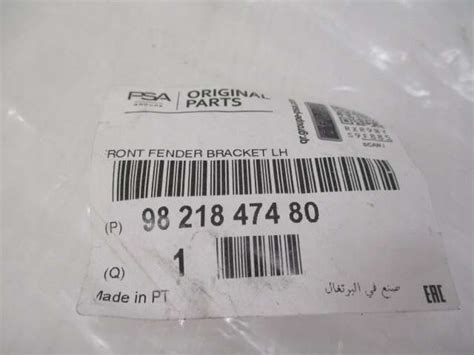 PSA
ORIGINAL
PARTS
SCAN
RONT FENDER BRACKET LH
(P) 98 218 474 80
(Q) 1
Made in PT
صنع في البرتغال
EAC